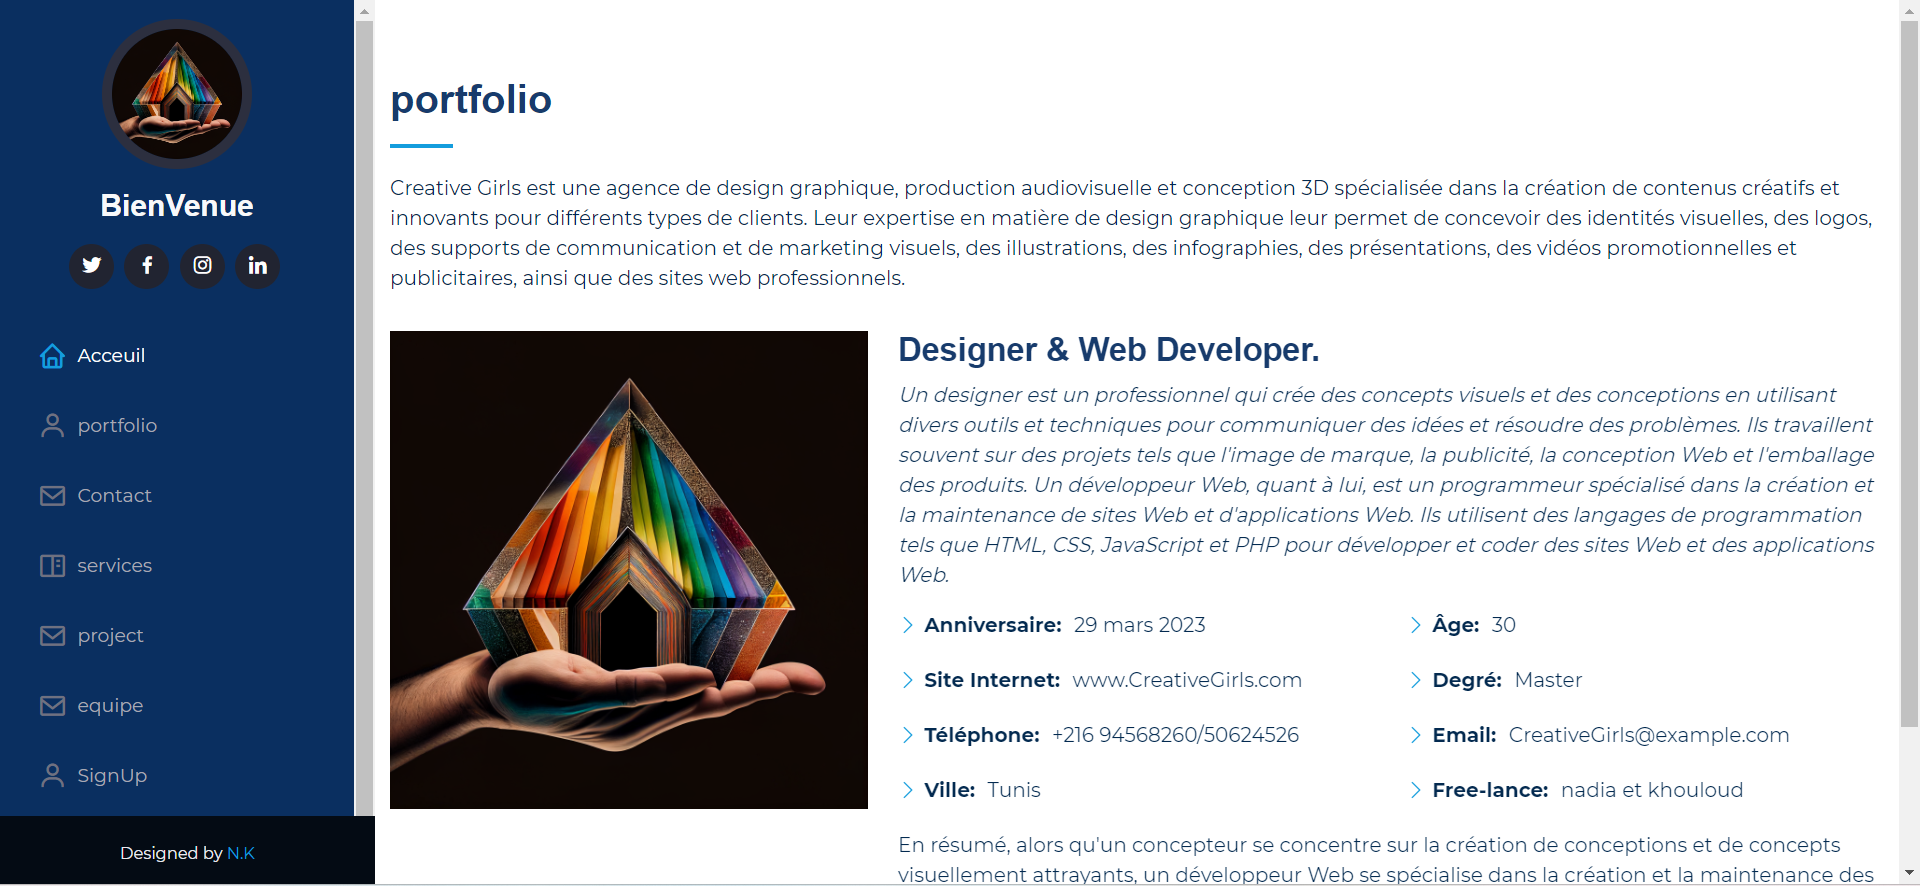 BienVenue
Acceuil
portfolio
Contact
services
project
equipe
SignUp
Designed by N.K
portfolio
Creative Girls est une agence de design graphique, production audiovisuelle et conception 3D spécialisée dans la création de contenus créatifs et
innovants pour différents types de clients. Leur expertise en matière de design graphique leur permet de concevoir des identités visuelles, des logos,
des supports de communication et de marketing visuels, des illustrations, des infographies, des présentations, des vidéos promotionnelles et
publicitaires, ainsi que des sites web professionnels.
Designer & Web Developer.
Un designer est un professionnel qui crée des concepts visuels et des conceptions en utilisant
divers outils et techniques pour communiquer des idées et résoudre des problèmes. Ils travaillent
souvent sur des projets tels que l'image de marque, la publicité, la conception Web et l'emballage
des produits. Un développeur Web, quant à lui, est un programmeur spécialisé dans la création et
la maintenance de sites Web et d'applications Web. Ils utilisent des langages de programmation
tels que HTML, CSS, JavaScript et PHP pour développer et coder des sites Web et des applications
Web.
Anniversaire: 29 mars 2023
Site Internet: www.CreativeGirls.com
Téléphone: +216 94568260/50624526
Ville: Tunis
Âge: 30
Degré: Master
Email: CreativeGirls@example.com
Free-lance: nadia et khouloud
En résumé, alors qu'un concepteur se concentre sur la création de conceptions et de concepts
visuellement attrayants, un développeur Web se spécialise dans la création et la maintenance des